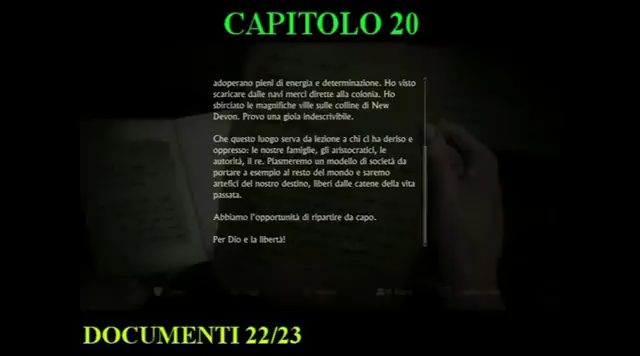 CAPITOLO 20
adoperano pieni di energia e determinazione. Ho visto
scaricare dalle navi merci dirette alla colonia. Ho
sbirciato le magnifiche ville sulle colline di New
Devon. Provo una gioia indescrivibile.
Che questo luogo serva da lezione a chi ci ha deriso e
oppresso: le nostre famiglie, gli aristocratici, le
autorità, il re. Plasmeremo un modello di società da
portare a esempio al resto del mondo e saremo
artefici del nostro destino, liberi dalle catene della vita
passata.
Abbiamo l'opportunità di ripartire da capo.
Per Dio e la libertà!
DOCUMENTI 22/23